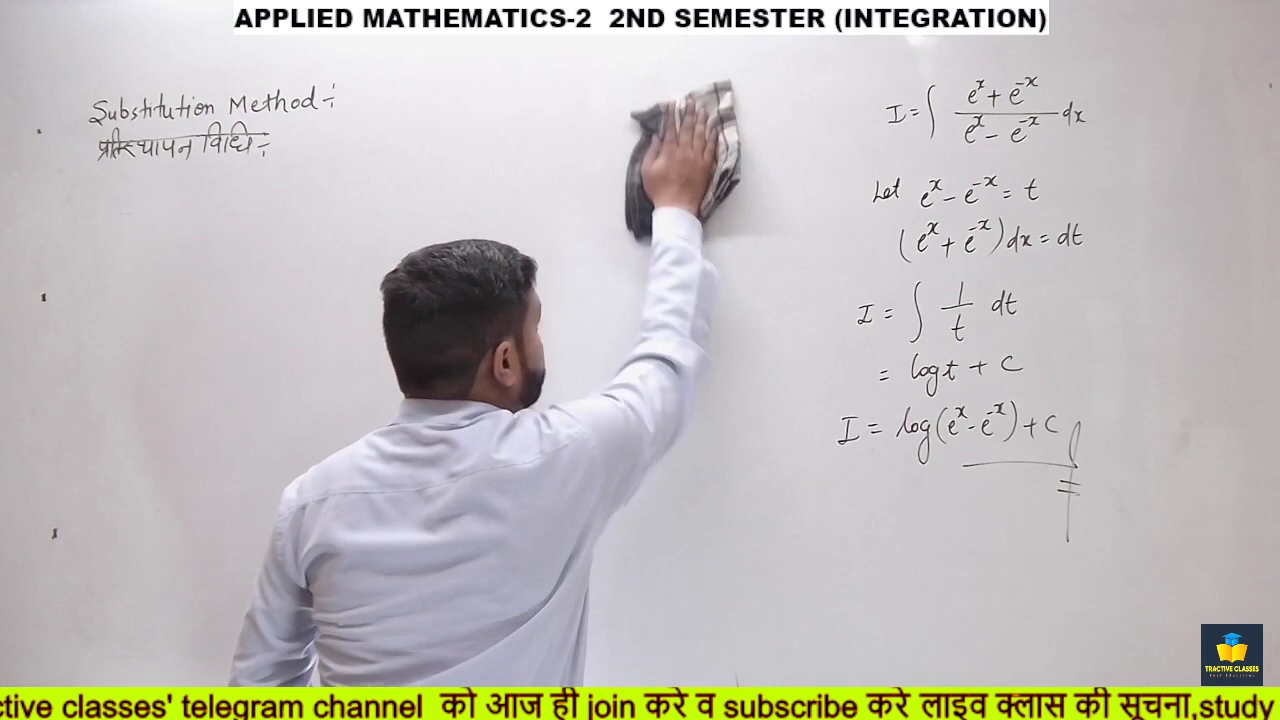 APPLIED MATHEMATICS-2 2ND SEMESTER (INTEGRATION)
Substitution Method :-
प्रतिस्थापन विधि :-
I = ∫ (e^x + e^-x) / (e^x - e^-x) dx
Let e^x - e^-x = t
(e^x + e^-x) dx = dt
I = ∫ 1/t dt
= log t + C
I = log(e^x - e^-x) + C
TRACTIVE CLASSES
ctive classes' telegram channel को आज ही join करे व subscribe करे लाइव क्लास की सूचना,study